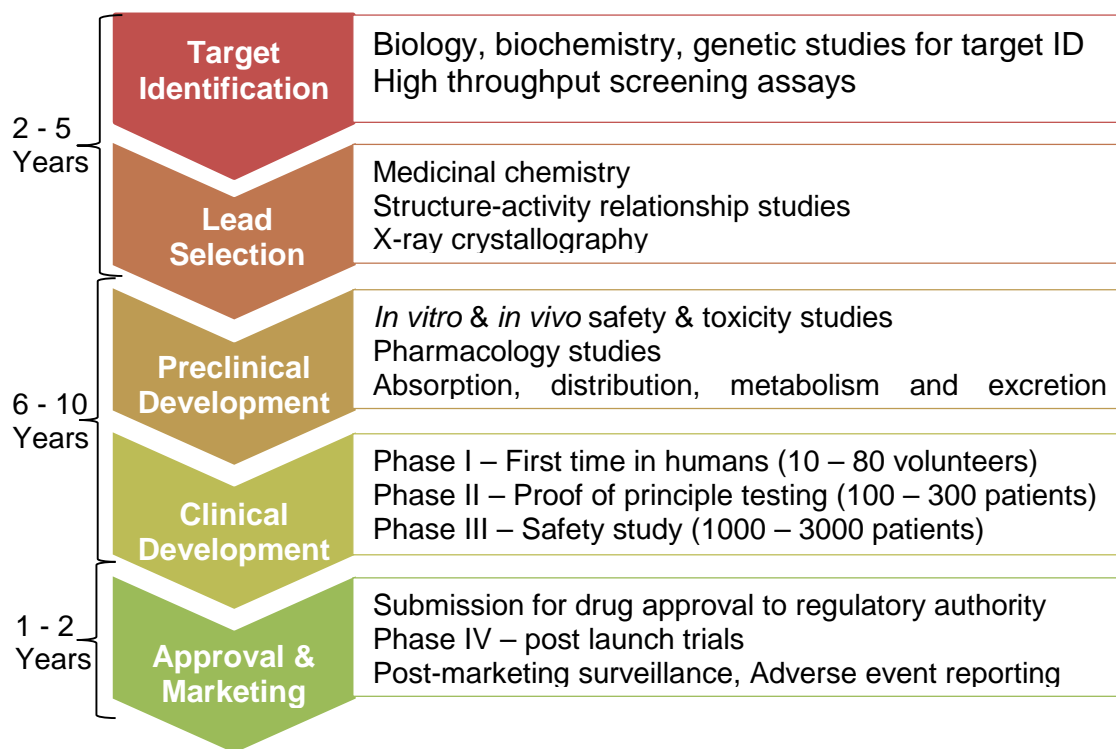 Target
Identification
Biology, biochemistry, genetic studies for target ID
High throughput screening assays
2 - 5
Years
Lead
Selection
Medicinal chemistry
Structure-activity relationship studies
X-ray crystallography
Preclinical
Development
In vitro & in vivo safety & toxicity studies
Pharmacology studies
Absorption, distribution, metabolism and excretion
6 - 10
Years
Clinical
Development
Phase I – First time in humans (10 – 80 volunteers)
Phase II – Proof of principle testing (100 – 300 patients)
Phase III – Safety study (1000 – 3000 patients)
1 - 2
Years
Approval &
Marketing
Submission for drug approval to regulatory authority
Phase IV – post launch trials
Post-marketing surveillance, Adverse event reporting